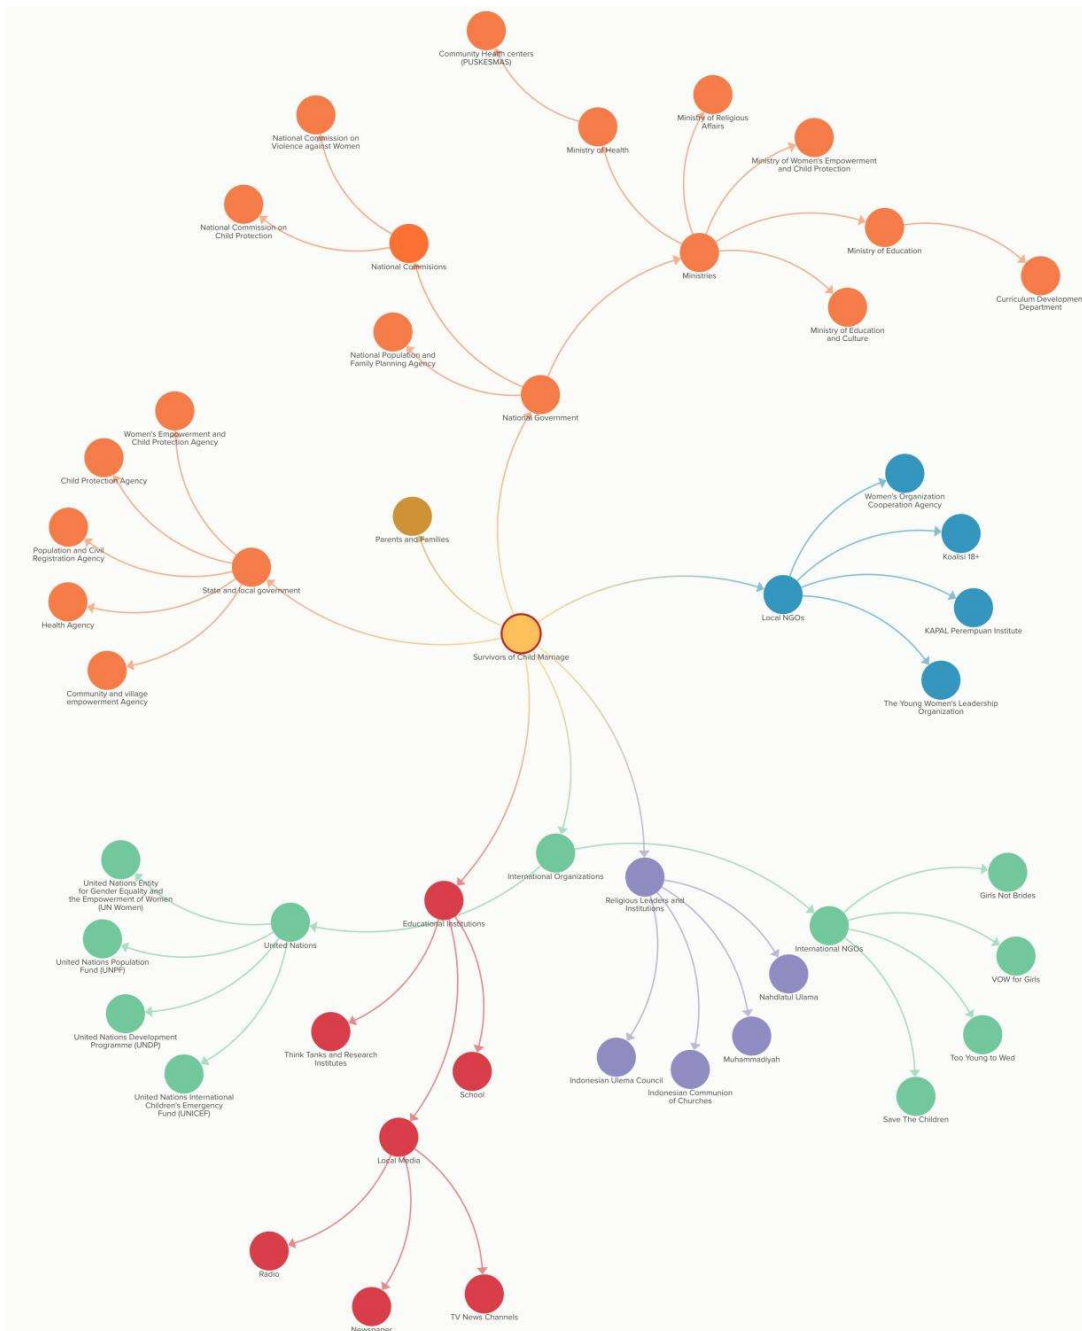 Community Health centers
(PUSKESMAS)
Ministry of Religious
Affairs
National Commission on
Violence against Women
Ministry of Health
Ministry of Women's Empowerment
and Child Protection
National Commission on
Child Protection
National Commisions
Ministry of Education
Ministries
Curriculum Developmen
Department
Ministry of Education
and Culture
National Population and
Family Planning Agency
National Government
Women's Empowerment and
Child Protection Agency
Child Protection Agency
Population and Civil
Registration Agency
State and local government
Health Agency
Community and village
empowerment Agency
Parents and Families
Survivors of Child Marriage
Women's Organization
Cooperation Agency
Koalisi 18+
Local NGOs
KAPAL Perempuan Institute
The Young Women's Leadership
Organization
International Organizations
Religious Leaders and
Institutions
Educational Institutions
United Nations Entity
for Gender Equality and
the Empowerment of Women
(UN Women)
United Nations
United Nations Population
Fund (UNPF)
United Nations Development
Programme (UNDP)
United Nations International
Children's Emergency
Fund (UNICEF)
Girls Not Brides
International NGOs
VOW for Girls
Too Young to Wed
Save The Children
Nahdlatul Ulama
Muhammadiyah
Indonesian Ulema Council
Indonesian Communion
of Churches
Think Tanks and Research
Institutes
School
Local Media
Radio
Newspaper
TV News Channels